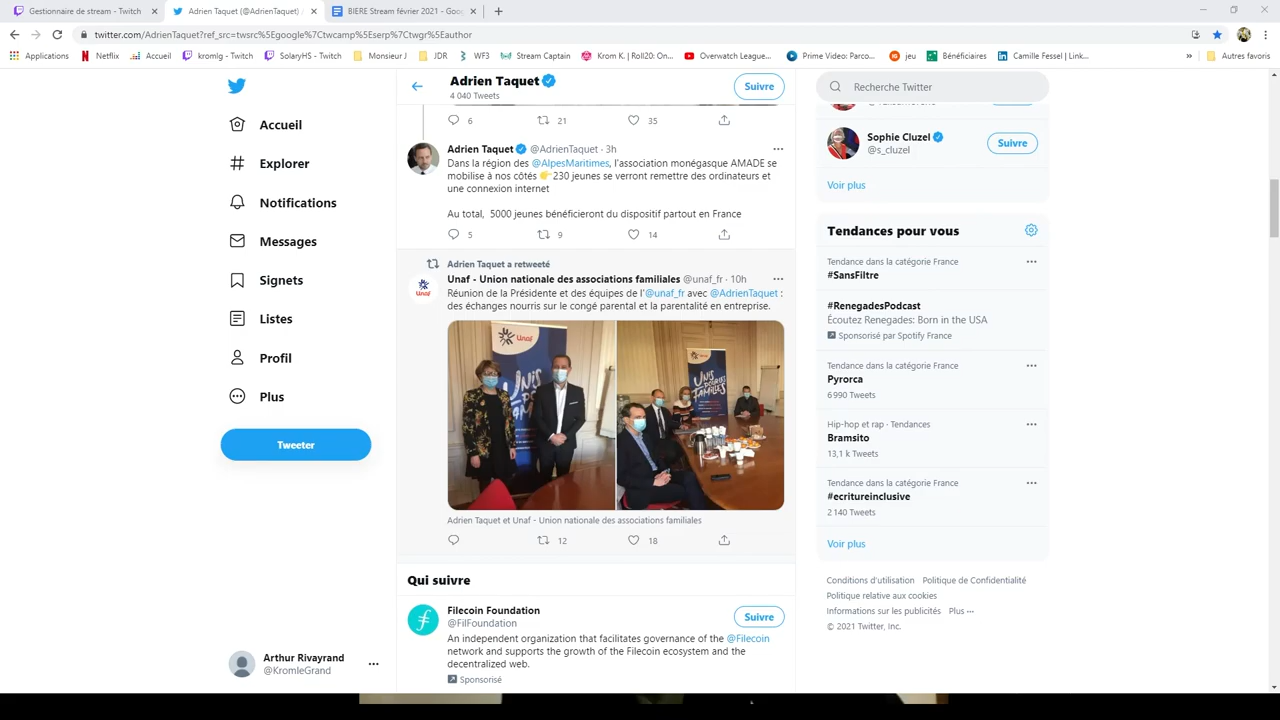 Gestionnaire de stream - Twitch
Adrien Taquet (@AdrienTaquet) /
BIERE Stream février 2021 - Goo
twitter.com/AdrienTaquet?ref_src=twsrc%5Egoogle%7Ctwcamp%5Eserp%7Ctwgr%5Eauthor
Applications
Netflix
Accueil
kromlg - Twitch
SolaryHS - Twitch
Monsieur J
JDR
WF3
Stream Captain
Krom K. | Roll20: On...
Overwatch League...
Prime Video: Parco...
jeu
Bénéficiaires
Camille Fessel | Link...
»
Autres favoris
Accueil
Explorer
Notifications
Messages
Signets
Listes
Profil
Plus
Tweeter
Arthur Rivayrand
@KromleGrand
Adrien Taquet
4 040 Tweets
Suivre
6 21 35
Adrien Taquet @AdrienTaquet · 3h
Dans la région des @AlpesMaritimes, l'association monégasque AMADE se
mobilise à nos côtés 👉230 jeunes se verront remettre des ordinateurs et
une connexion internet
Au total, 5000 jeunes bénéficieront du dispositif partout en France
5 9 14
Adrien Taquet a retweeté
Unaf - Union nationale des associations familiales @unaf_fr · 10h
Réunion de la Présidente et des équipes de l'@unaf_fr avec @AdrienTaquet :
des échanges nourris sur le congé parental et la parentalité en entreprise.
Unaf
Unaf
UNIS
POUR LES
FAMILLES
UNIS
POUR LES
FAMILLES
Adrien Taquet et Unaf - Union nationale des associations familiales
12 18
Qui suivre
Filecoin Foundation
@FilFoundation
Suivre
An independent organization that facilitates governance of the @Filecoin
network and supports the growth of the Filecoin ecosystem and the
decentralized web.
Sponsorisé
Recherche Twitter
Sophie Cluzel
@s_cluzel
Suivre
Voir plus
Tendances pour vous
Tendance dans la catégorie France
#SansFiltre
#RenegadesPodcast
Écoutez Renegades: Born in the USA
Sponsorisé par Spotify France
Tendance dans la catégorie France
Pyrorca
6 990 Tweets
Hip-hop et rap · Tendances
Bramsito
13,1 k Tweets
Tendance dans la catégorie France
#ecritureinclusive
2 140 Tweets
Voir plus
Conditions d'utilisation Politique de Confidentialité
Politique relative aux cookies
Informations sur les publicités Plus ···
© 2021 Twitter, Inc.